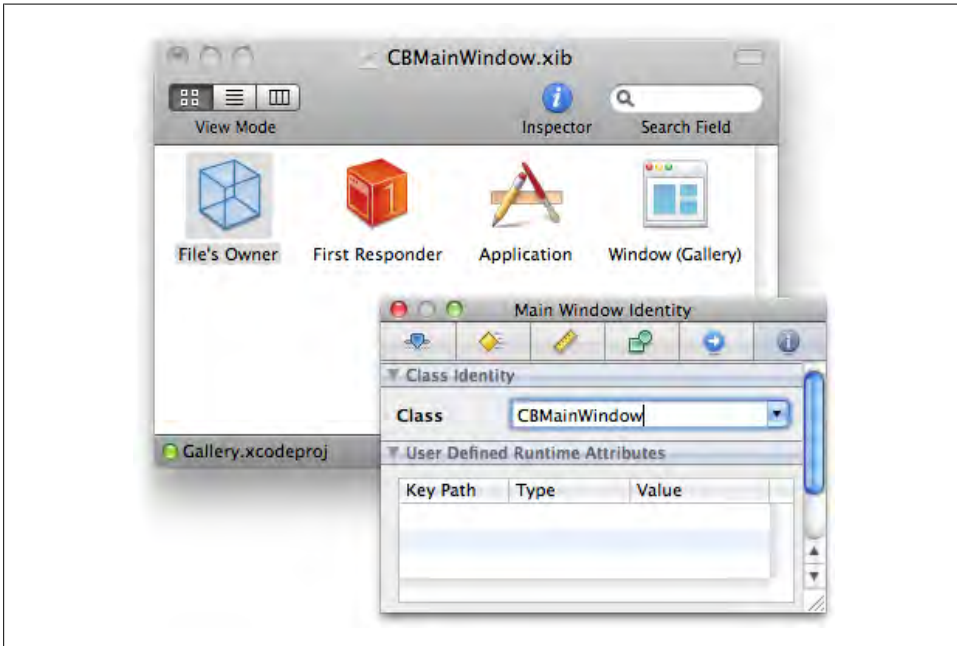 CBMainWindow.xib
View Mode
Inspector
Search Field
File's Owner
First Responder
1
Application
Window (Gallery)
Main Window Identity
Class Identity
Class
CBMainWindow
User Defined Runtime Attributes
Key Path
Type
Value
Gallery.xcodeproj